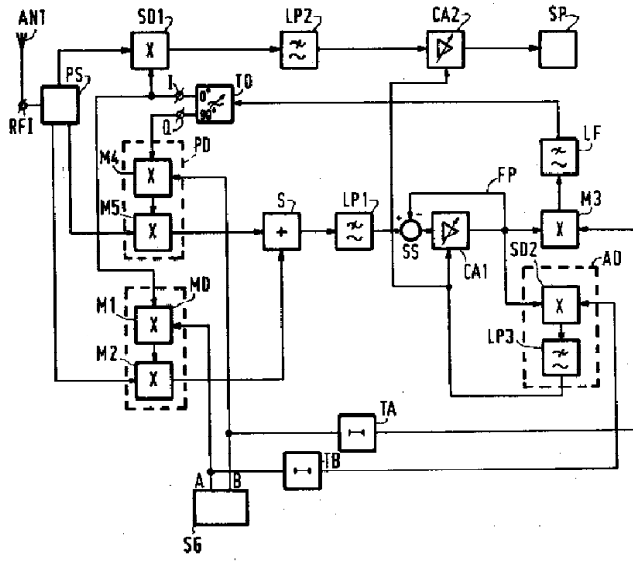 ANT
SD1
LP2
CA2
SP
X
PS
RFI
I
0°
TO
90°
Q
PD
M4
X
M5
X
S
+
LP1
+
-
-
SS
FP
CA1
LF
M3
X
SD2
AD
X
LP3
M1
MD
X
M2
X
TA
TB
A
B
SG